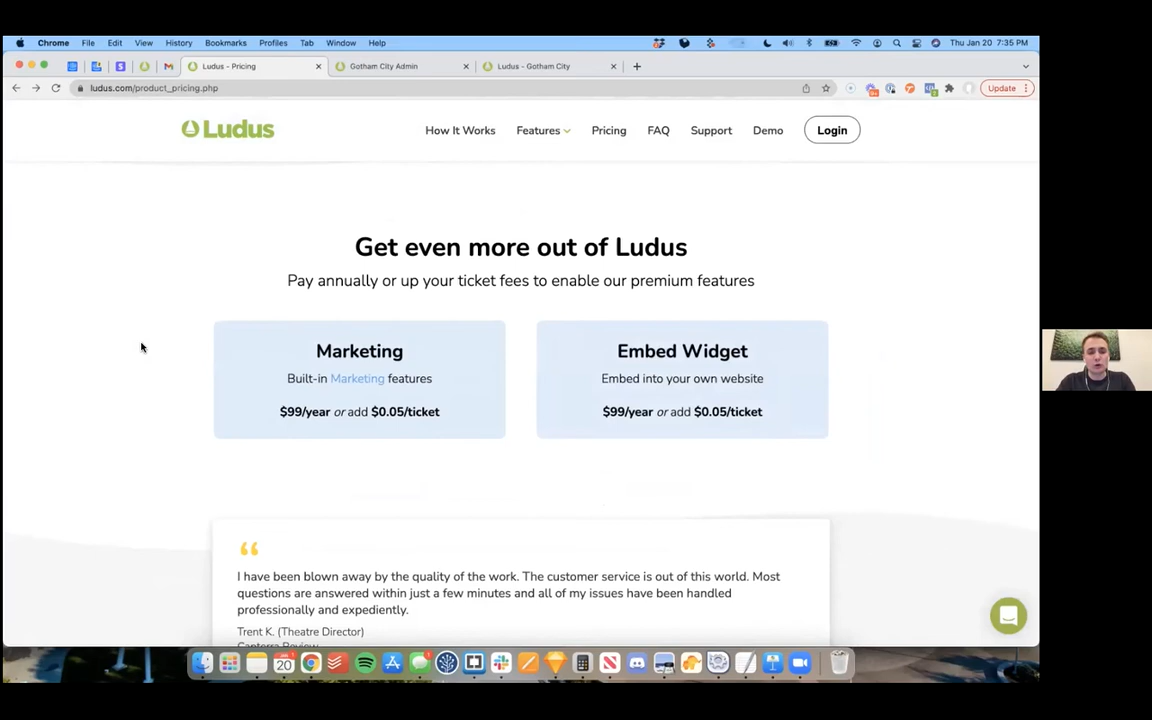 Chrome File Edit View History Bookmarks Profiles Tab Window Help Thu Jan 20 7:35 PM
Ludus - Pricing Gotham City Admin Ludus - Gotham City
ludus.com/product_pricing.php Update
Ludus How It Works Features Pricing FAQ Support Demo Login
Get even more out of Ludus
Pay annually or up your ticket fees to enable our premium features
Marketing Embed Widget
Built-in Marketing features Embed into your own website
$99/year or add $0.05/ticket $99/year or add $0.05/ticket
“
I have been blown away by the quality of the work. The customer service is out of this world. Most
questions are answered within just a few minutes and all of my issues have been handled
professionally and expediently.
Trent K. (Theatre Director)
20